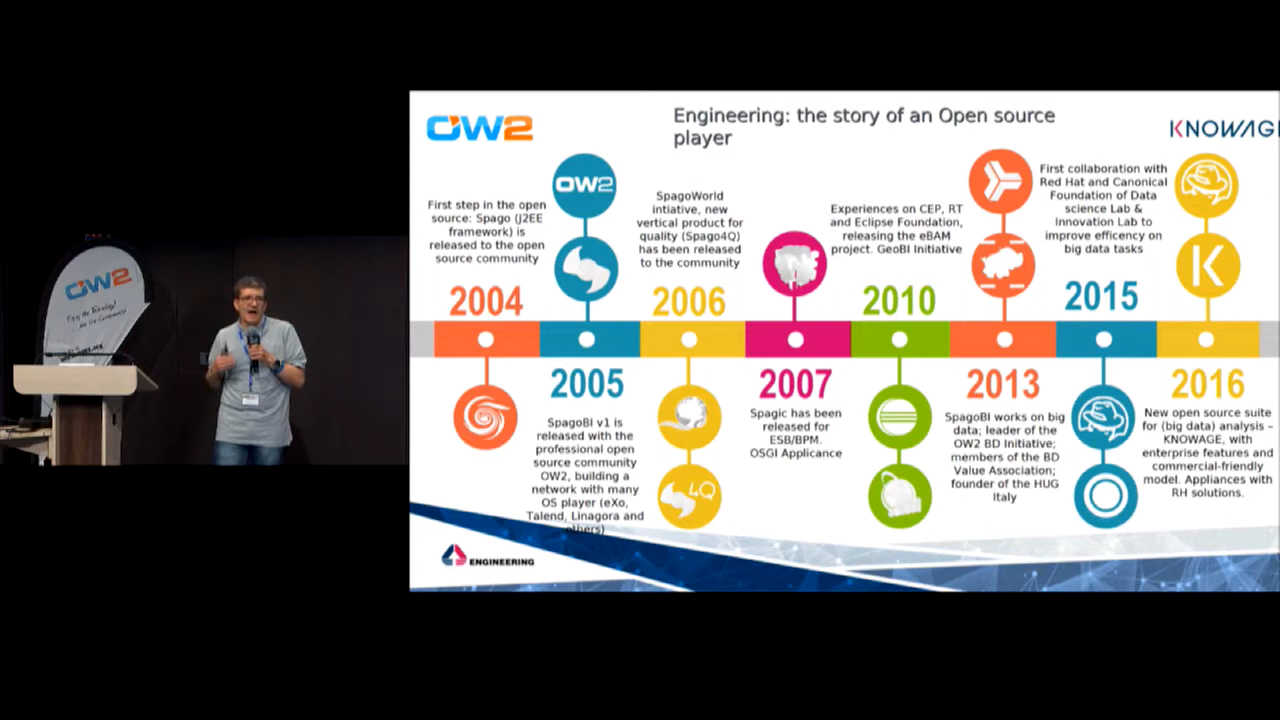 OW2
Engineering: the story of an Open source
player
KNOWAG
First step in the open
source: Spago (J2EE
framework) is
released to the open
source community
2004
OW2
2005
SpagoBI v1 is
released with the
professional open
source community
OW2, building a
network with many
OS player (eXo,
Talend, Linagora and
others)
SpagoWorld
intiative, new
vertical product for
quality (Spago4Q)
has been released
to the community
2006
4Q
2007
Spagic has been
released for
ESB/BPM.
OSGI Applicance
Experiences on CEP, RT
and Eclipse Foundation,
releasing the eBAM
project. GeoBI Initiative
2010
2013
SpagoBI works on big
data; leader of the
OW2 BD Initiative;
members of the BD
Value Association;
founder of the HUG
Italy
First collaboration with
Red Hat and Canonical
Foundation of Data
science Lab &
Innovation Lab to
improve efficency on
big data tasks
2015
K
2016
New open source suite
for (big data) analysis –
KNOWAGE, with
enterprise features and
commercial-friendly
model. Appliances with
RH solutions.
ENGINEERING
OW2